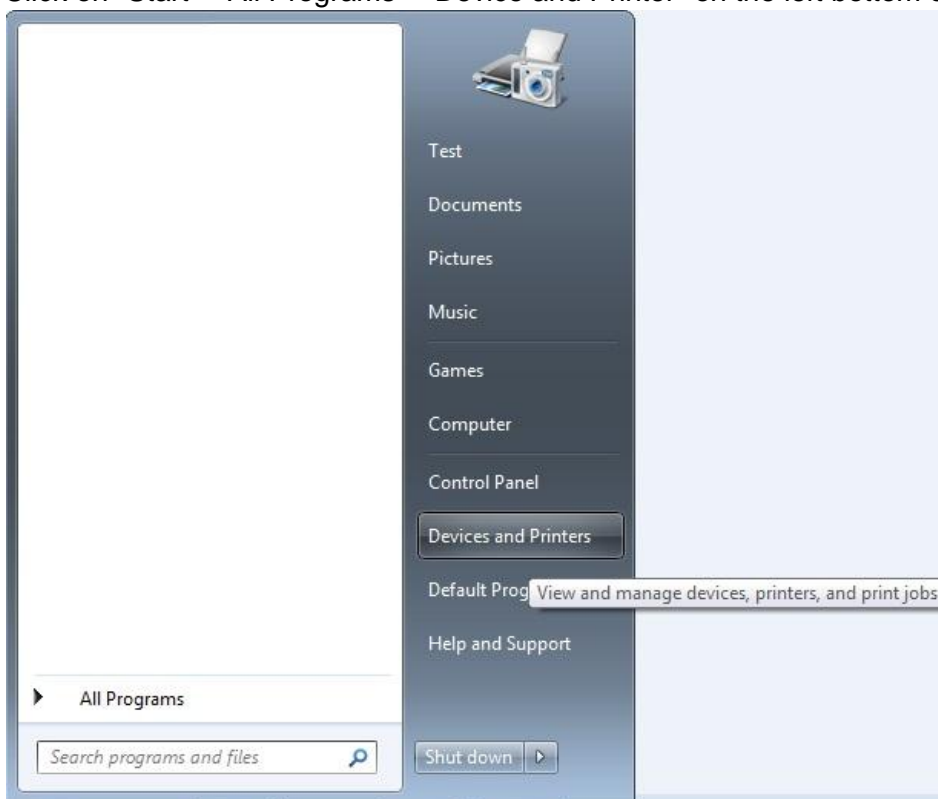 Test
Documents
Pictures
Music
Games
Computer
Control Panel
Devices and Printers
Default Prog
View and manage devices, printers, and print jobs
Help and Support
All Programs
Search programs and files
Shut down